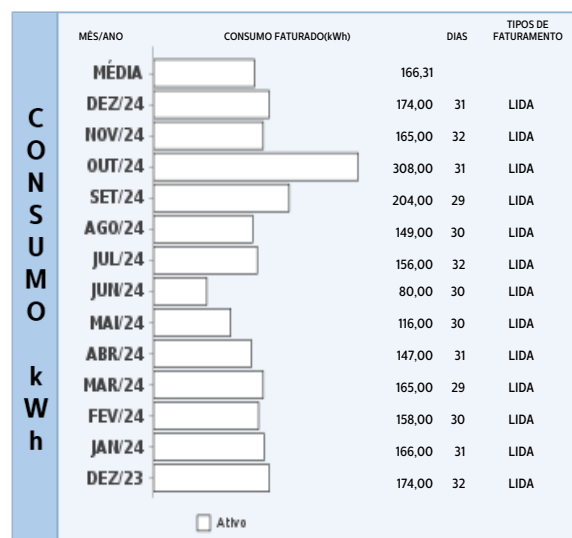 MÊS/ANO CONSUMO FATURADO(kWh) DIAS TIPOS DE FATURAMENTO
MÉDIA 166,31
DEZ/24 174,00 31 LIDA
NOV/24 165,00 32 LIDA
OUT/24 308,00 31 LIDA
SET/24 204,00 29 LIDA
AGO/24 149,00 30 LIDA
JUL/24 156,00 32 LIDA
JUN/24 80,00 30 LIDA
MAI/24 116,00 30 LIDA
ABR/24 147,00 31 LIDA
MAR/24 165,00 29 LIDA
FEV/24 158,00 30 LIDA
JAN/24 166,00 31 LIDA
DEZ/23 174,00 32 LIDA
Ativo
CONSUMO kWh